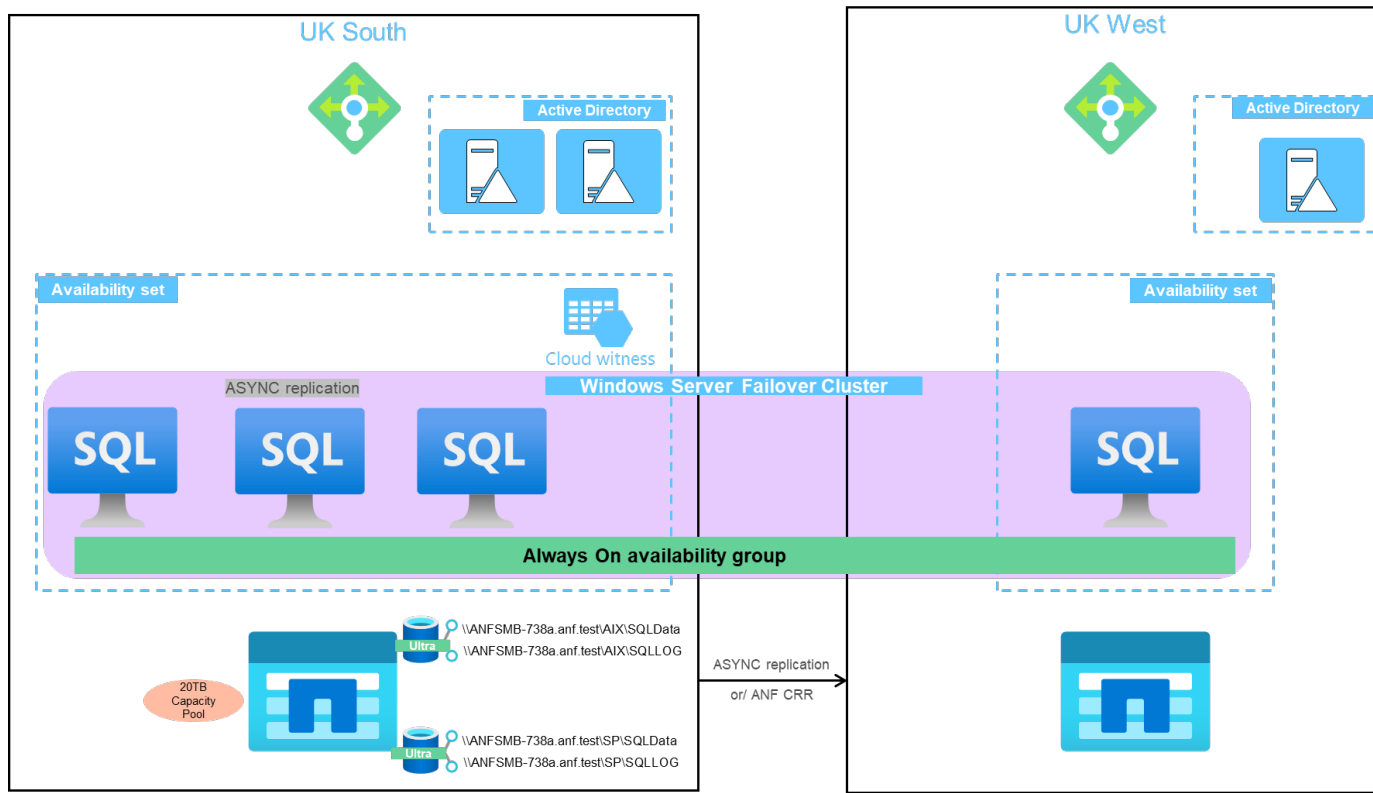 UK South
UK West
Active Directory
Active Directory
Availability set
Availability set
Cloud witness
ASYNC replication
Windows Server Failover Cluster
SQL
SQL
SQL
SQL
Always On availability group
Ultra
\\ANFSMB-738a.anf.test\AIX\SQLData
\\ANFSMB-738a.anf.test\AIX\SQLLOG
ASYNC replication
or/ ANF CRR
20TB
Capacity
Pool
Ultra
\\ANFSMB-738a.anf.test\SP\SQLData
\\ANFSMB-738a.anf.test\SP\SQLLOG